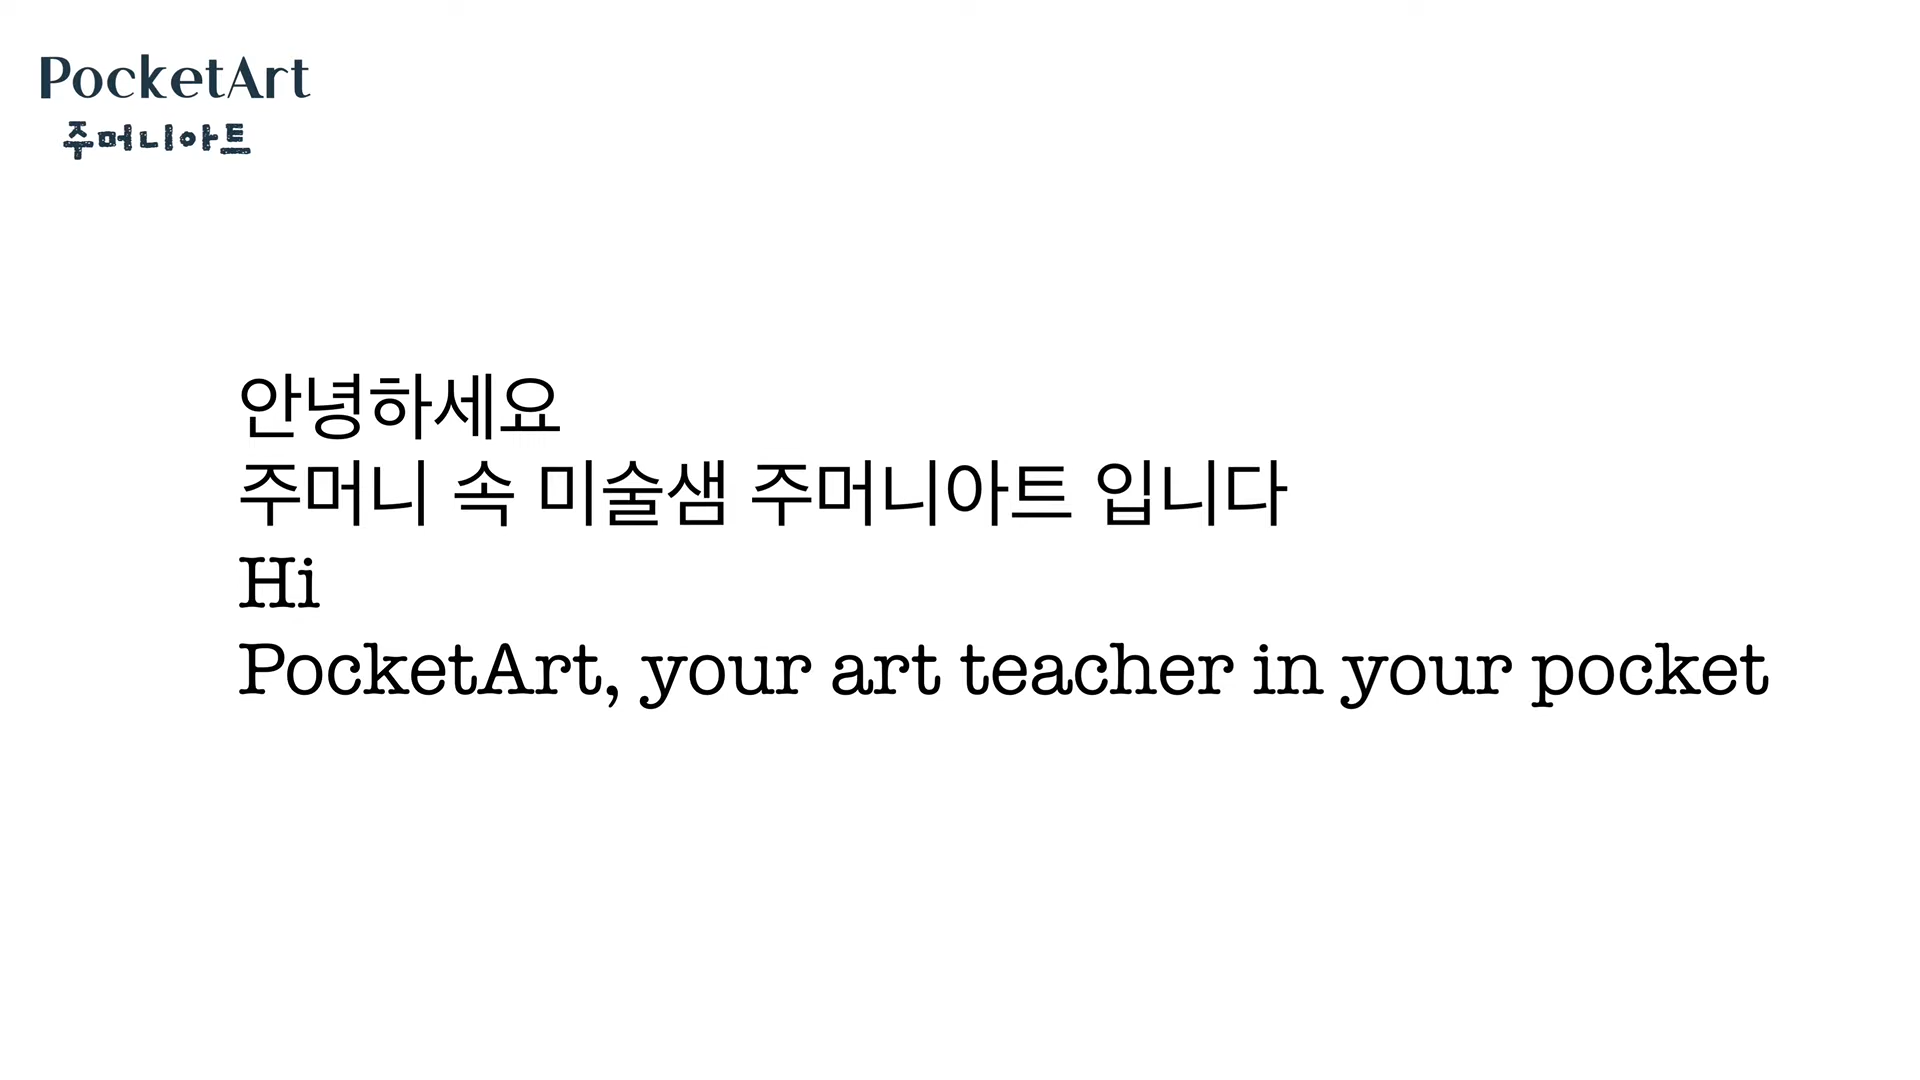 PocketArt
주머니아트
안녕하세요
주머니 속 미술샘 주머니아트 입니다
Hi
PocketArt, your art teacher in your pocket